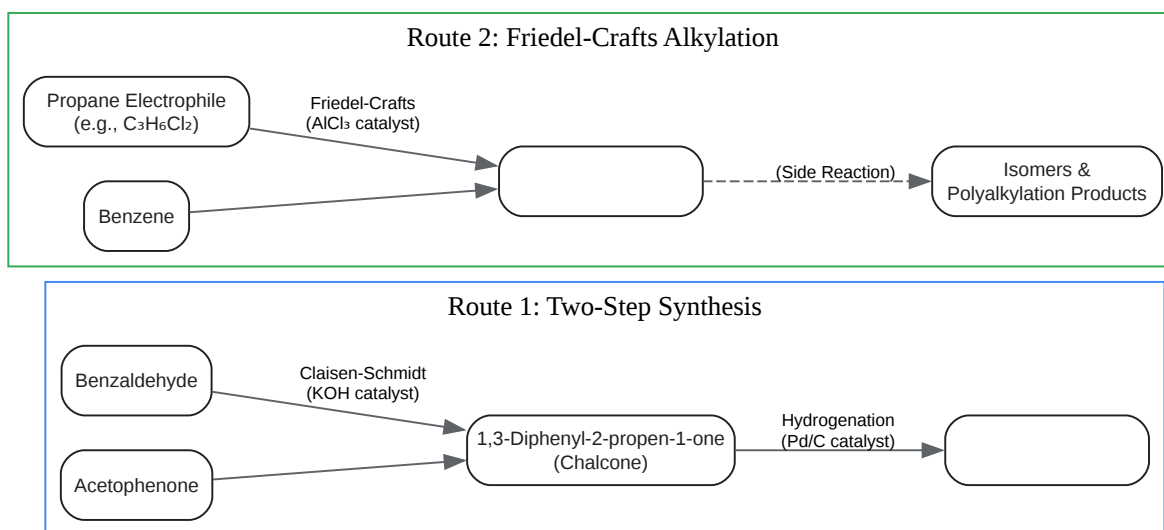 Route 2: Friedel-Crafts Alkylation
Propane Electrophile
(e.g., C₃H₆Cl₂)
Friedel-Crafts
(AlCl₃ catalyst)
Benzene
(Side Reaction)
Isomers &
Polyalkylation Products
Route 1: Two-Step Synthesis
Benzaldehyde
Claisen-Schmidt
(KOH catalyst)
Acetophenone
1,3-Diphenyl-2-propen-1-one
(Chalcone)
Hydrogenation
(Pd/C catalyst)